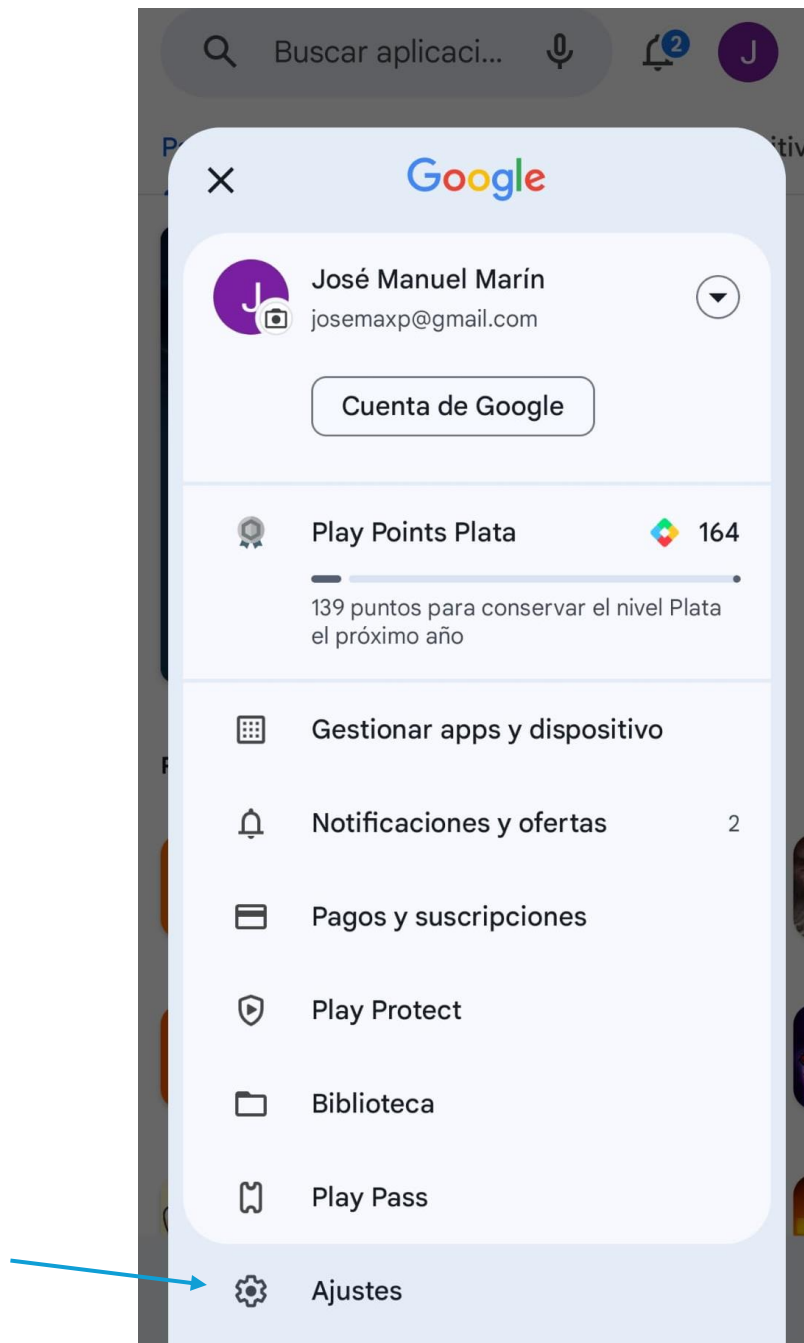 Buscar aplicaci...
2
J
Google
J
José Manuel Marín
josemaxp@gmail.com
Cuenta de Google
Play Points Plata
164
139 puntos para conservar el nivel Plata
el próximo año
Gestionar apps y dispositivo
Notificaciones y ofertas
2
Pagos y suscripciones
Play Protect
Biblioteca
Play Pass
Ajustes